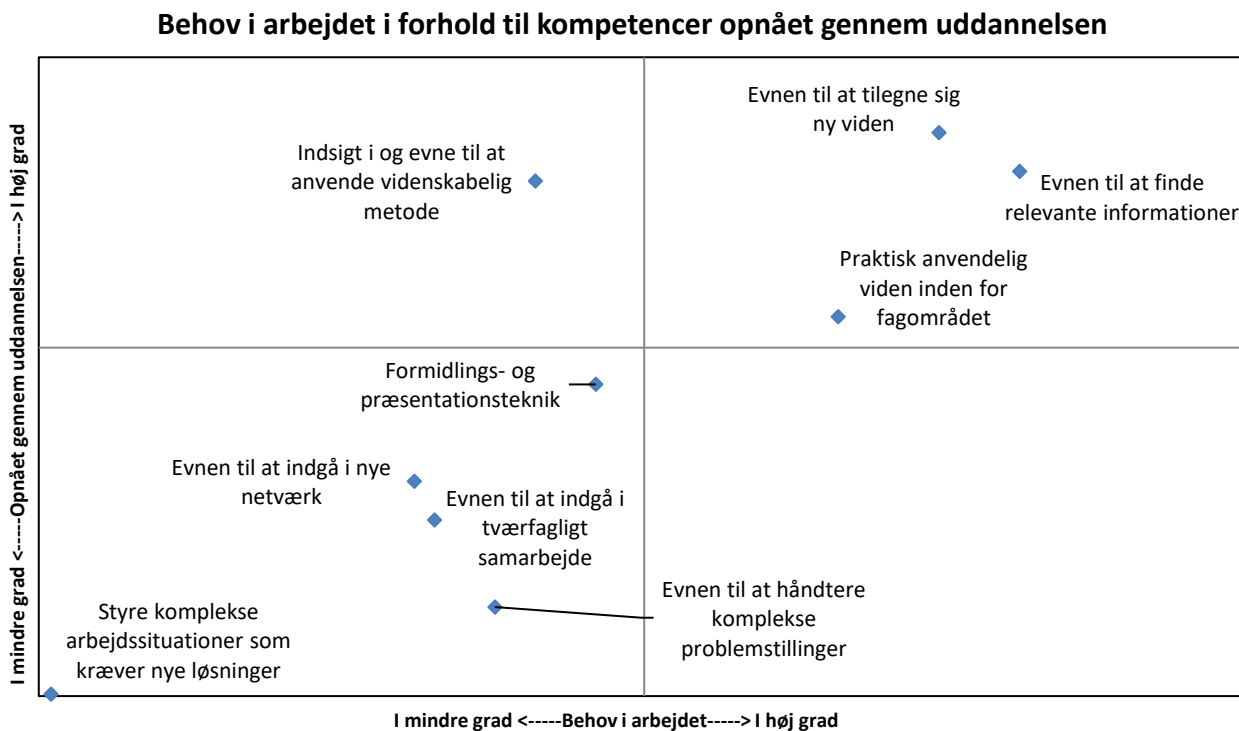 Behov i arbejdet i forhold til kompetencer opnået gennem uddannelsen
I mindre grad <-----Opnået gennem uddannelsen-----> I høj grad
Evnen til at tilegne sig
ny viden
Indsigt i og evne til at
anvende videnskabelig
metode
Evnen til at finde
relevante informationer
Praktisk anvendelig
viden inden for
fagområdet
Formidlings- og
præsentationsteknik
Evnen til at indgå i nye
netværk
Evnen til at indgå i
tværfagligt
samarbejde
Evnen til at håndtere
komplekse
problemstillinger
Styre komplekse
arbejdssituationer som
kræver nye løsninger
I mindre grad <-----Behov i arbejdet-----> I høj grad